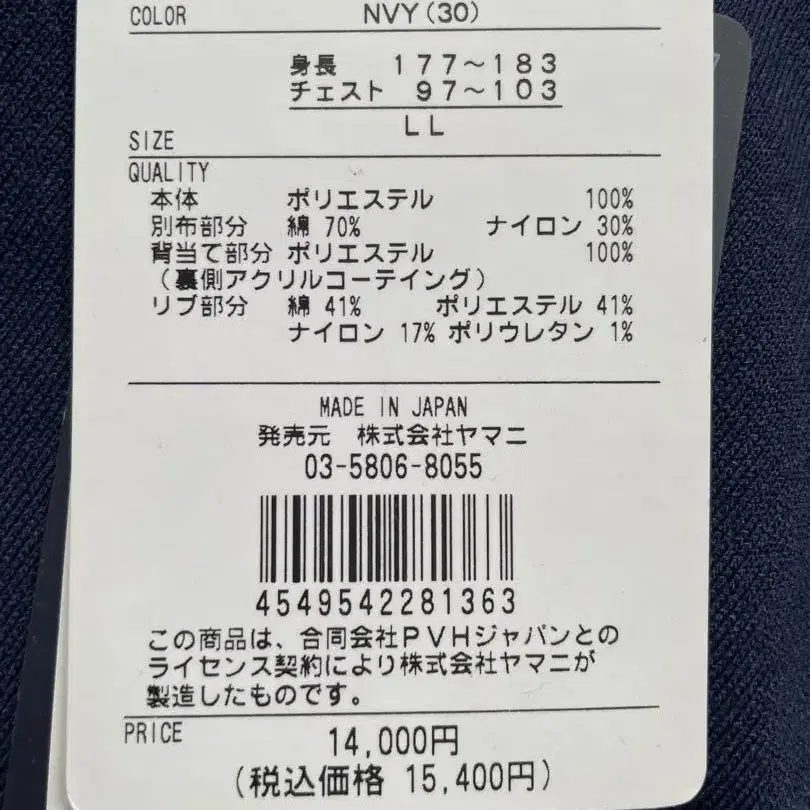 COLOR NVY(30)
身長 177~183
チェスト 97~103
LL
SIZE
QUALITY
本体 ポリエステル 100%
別布部分 綿 70% ナイロン 30%
背当て部分 ポリエステル 100%
(裏側アクリルコーテイング)
リブ部分 綿 41% ポリエステル 41%
ナイロン 17% ポリウレタン 1%
MADE IN JAPAN
発売元 株式会社ヤマニ
03-5806-8055
4549542281363
この商品は、合同会社PVHジャパンとの
ライセンス契約により株式会社ヤマニが
製造したものです。
PRICE 14,000円
(税込価格 15,400円)